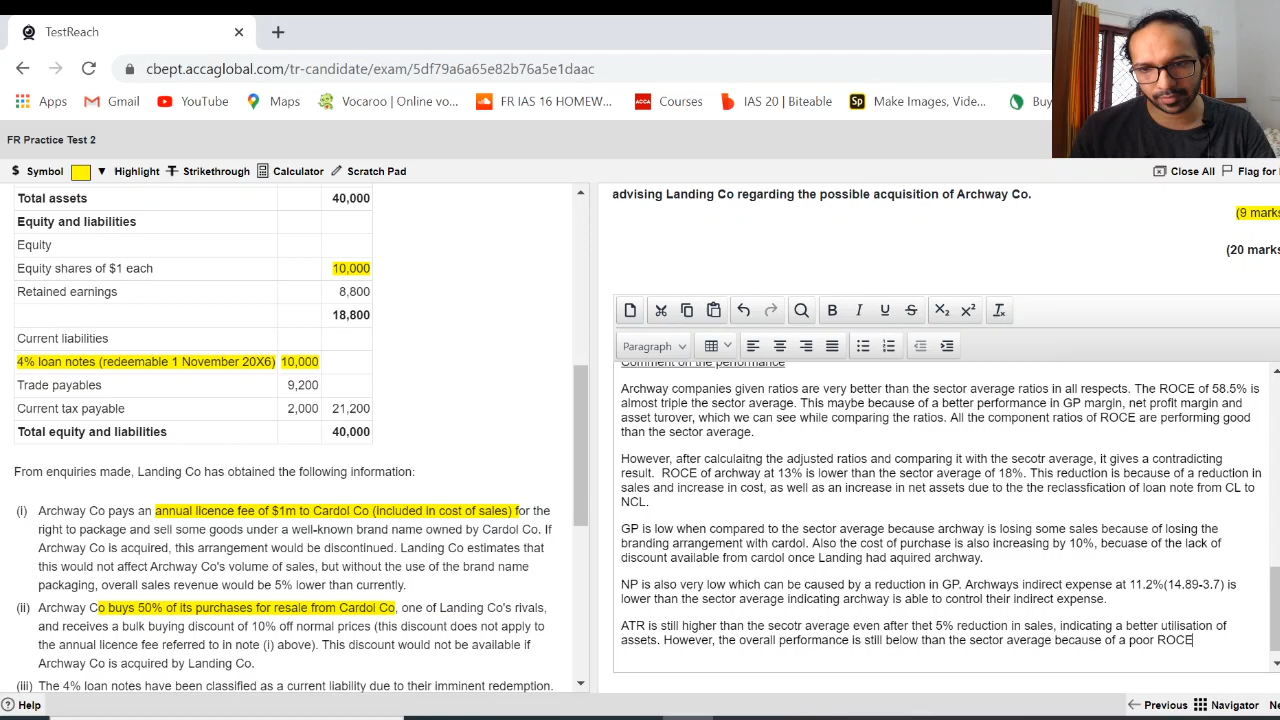 TestReach
cbept.accaglobal.com/tr-candidate/exam/5df79a6a65e82b76a5e1daac
Apps
Gmail
YouTube
Maps
Vocaroo | Online vo...
FR IAS 16 HOMEW...
Courses
IAS 20 | Biteable
Make Images, Vide...
Buy
FR Practice Test 2
$ Symbol
Highlight
Strikethrough
Calculator
Scratch Pad
Close All
Flag for
Total assets 40,000
Equity and liabilities
Equity
Equity shares of $1 each 10,000
Retained earnings 8,800
18,800
Current liabilities
4% loan notes (redeemable 1 November 20X6) 10,000
Trade payables 9,200
Current tax payable 2,000 21,200
Total equity and liabilities 40,000
From enquiries made, Landing Co has obtained the following information:
(i) Archway Co pays an annual licence fee of $1m to Cardol Co (included in cost of sales) for the
right to package and sell some goods under a well-known brand name owned by Cardol Co. If
Archway Co is acquired, this arrangement would be discontinued. Landing Co estimates that
this would not affect Archway Co's volume of sales, but without the use of the brand name
packaging, overall sales revenue would be 5% lower than currently.
(ii) Archway Co buys 50% of its purchases for resale from Cardol Co, one of Landing Co's rivals,
and receives a bulk buying discount of 10% off normal prices (this discount does not apply to
the annual licence fee referred to in note (i) above). This discount would not be available if
Archway Co is acquired by Landing Co.
(iii) The 4% loan notes have been classified as a current liability due to their imminent redemption.
advising Landing Co regarding the possible acquisition of Archway Co.
(9 marks
(20 marks
Paragraph
Comment on the performance
Archway companies given ratios are very better than the sector average ratios in all respects. The ROCE of 58.5% is
almost triple the sector average. This maybe because of a better performance in GP margin, net profit margin and
asset turover, which we can see while comparing the ratios. All the component ratios of ROCE are performing good
than the sector average.
However, after calculaitng the adjusted ratios and comparing it with the secotr average, it gives a contradicting
result. ROCE of archway at 13% is lower than the sector average of 18%. This reduction is because of a reduction in
sales and increase in cost, as well as an increase in net assets due to the the reclassfication of loan note from CL to
NCL.
GP is low when compared to the sector average because archway is losing some sales because of losing the
branding arrangement with cardol. Also the cost of purchase is also increasing by 10%, becuase of the lack of
discount available from cardol once Landing had aquired archway.
NP is also very low which can be caused by a reduction in GP. Archways indirect expense at 11.2%(14.89-3.7) is
lower than the sector average indicating archway is able to control their indirect expense.
ATR is still higher than the secotr average even after thet 5% reduction in sales, indicating a better utilisation of
assets. However, the overall performance is still below than the sector average because of a poor ROCE
Help
Previous
Navigator
Ne